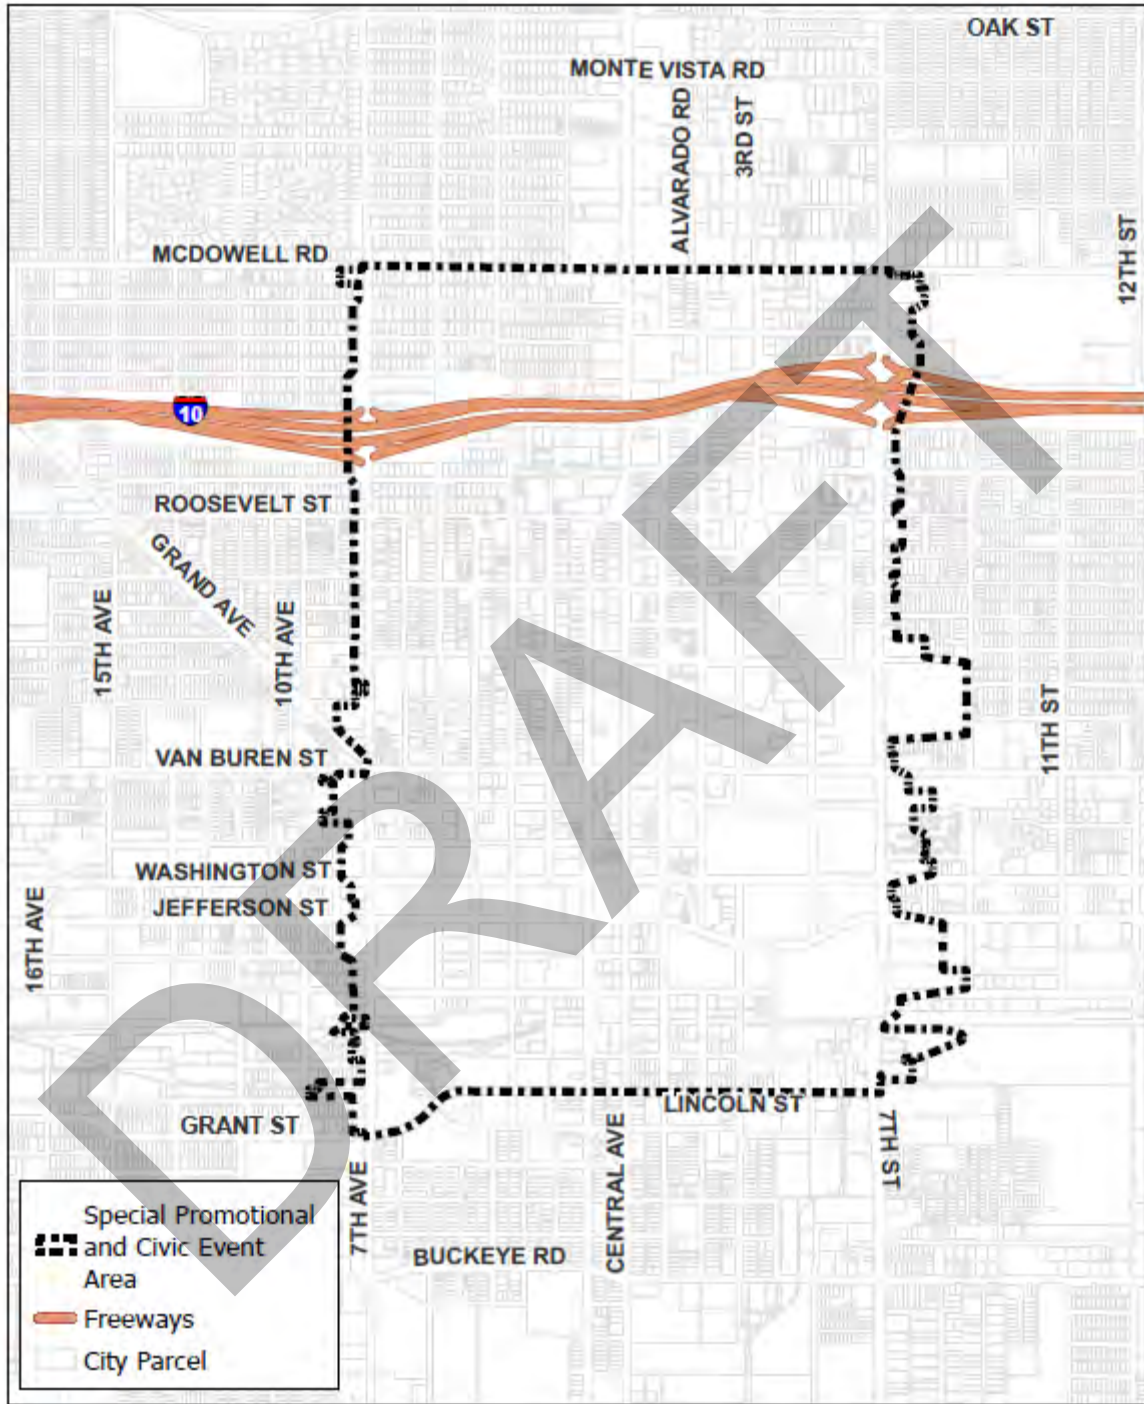 OAK ST
MONTE VISTA RD
ALVARADO RD
3RD ST
MCDOWELL RD
12TH ST
10
ROOSEVELT ST
GRAND AVE
15TH AVE
10TH AVE
VAN BUREN ST
11TH ST
WASHINGTON ST
JEFFERSON ST
16TH AVE
LINCOLN ST
GRANT ST
7TH AVE
CENTRAL AVE
7TH ST
BUCKEYE RD
DRAFT
Special Promotional
and Civic Event
Area
Freeways
City Parcel